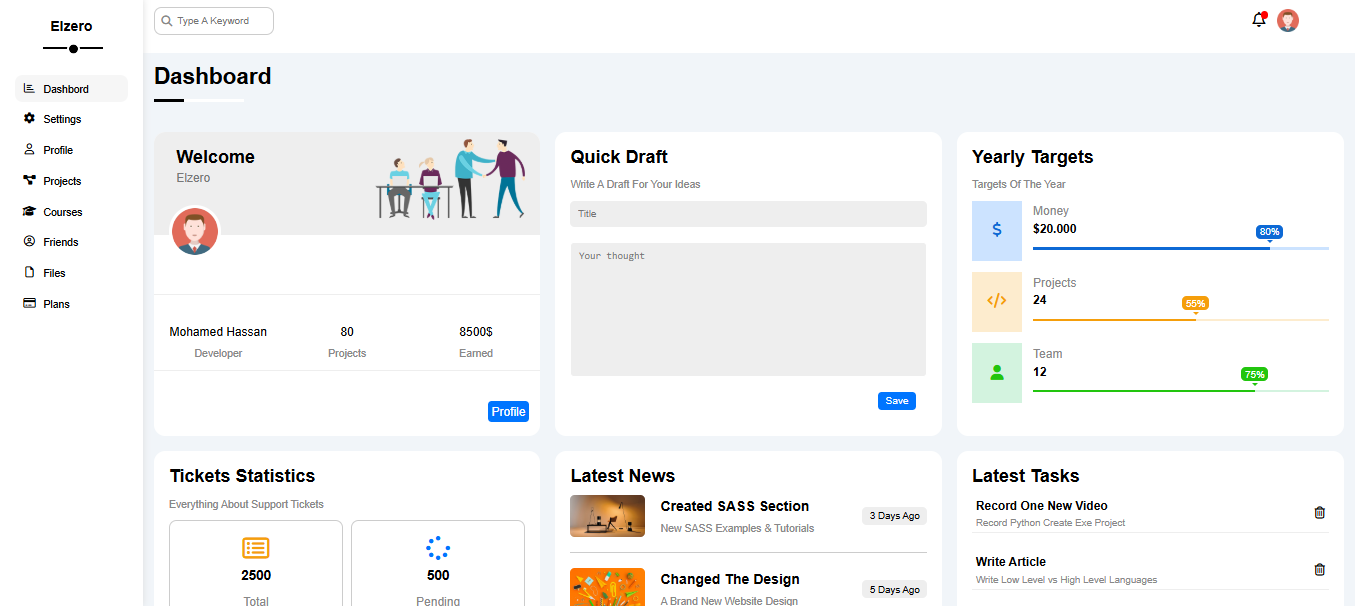 Elzero
Type A Keyword
Dashbord
Settings
Profile
Projects
Courses
Friends
Files
Plans
Dashboard
Welcome
Elzero
Mohamed Hassan
Developer
80
Projects
8500$
Earned
Profile
Quick Draft
Write A Draft For Your Ideas
Title
Your thought
Save
Yearly Targets
Targets Of The Year
Money
$20.000
80%
Projects
24
55%
Team
12
75%
Tickets Statistics
Everything About Support Tickets
2500
Total
500
Pending
Latest News
Created SASS Section
New SASS Examples & Tutorials
3 Days Ago
Changed The Design
A Brand New Website Design
5 Days Ago
Latest Tasks
Record One New Video
Record Python Create Exe Project
Write Article
Write Low Level vs High Level Languages